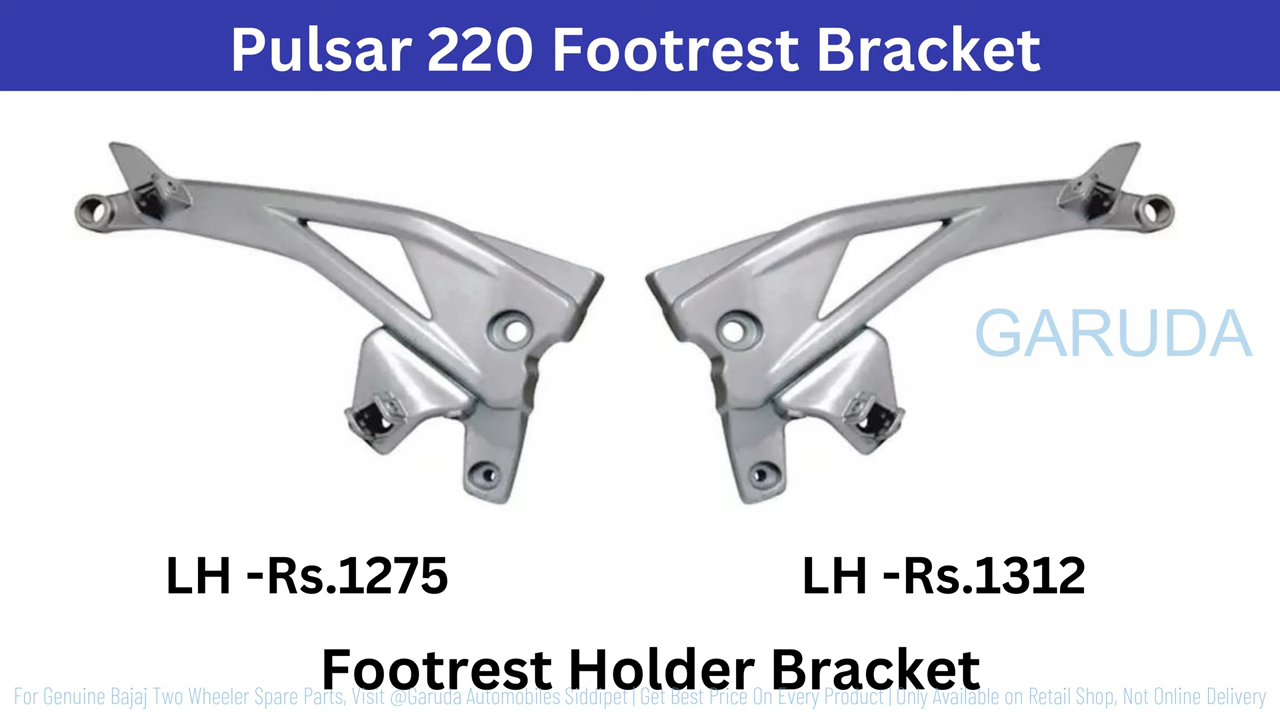 Pulsar 220 Footrest Bracket
GARUDA
LH -Rs.1275
LH -Rs.1312
Footrest Holder Bracket
For Genuine Bajaj Two Wheeler Spare Parts, Visit @Garuda Automobiles Siddipet | Get Best Price On Every Product | Only Available on Retail Shop, Not Online Delivery